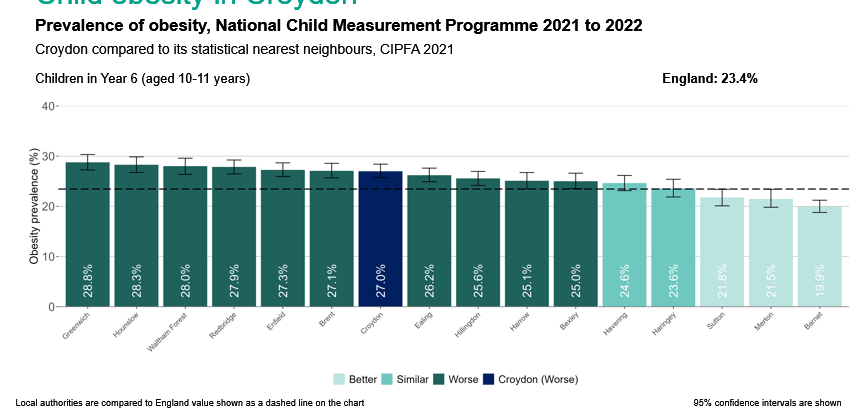 Child obesity in Croydon
Prevalence of obesity, National Child Measurement Programme 2021 to 2022
Croydon compared to its statistical nearest neighbours, CIPFA 2021
Children in Year 6 (aged 10-11 years)
England: 23.4%
Obesity prevalence (%)
40
30
20
10
0
28.8%
28.3%
28.0%
27.9%
27.3%
27.1%
27.0%
26.2%
25.6%
25.1%
25.0%
24.6%
23.6%
21.8%
21.5%
19.9%
Greenwich
Hounslow
Waltham Forest
Redbridge
Enfield
Brent
Croydon
Ealing
Hillingdon
Harrow
Bexley
Havering
Haringey
Sutton
Merton
Barnet
Better Similar Worse Croydon (Worse)
Local authorities are compared to England value shown as a dashed line on the chart
95% confidence intervals are shown